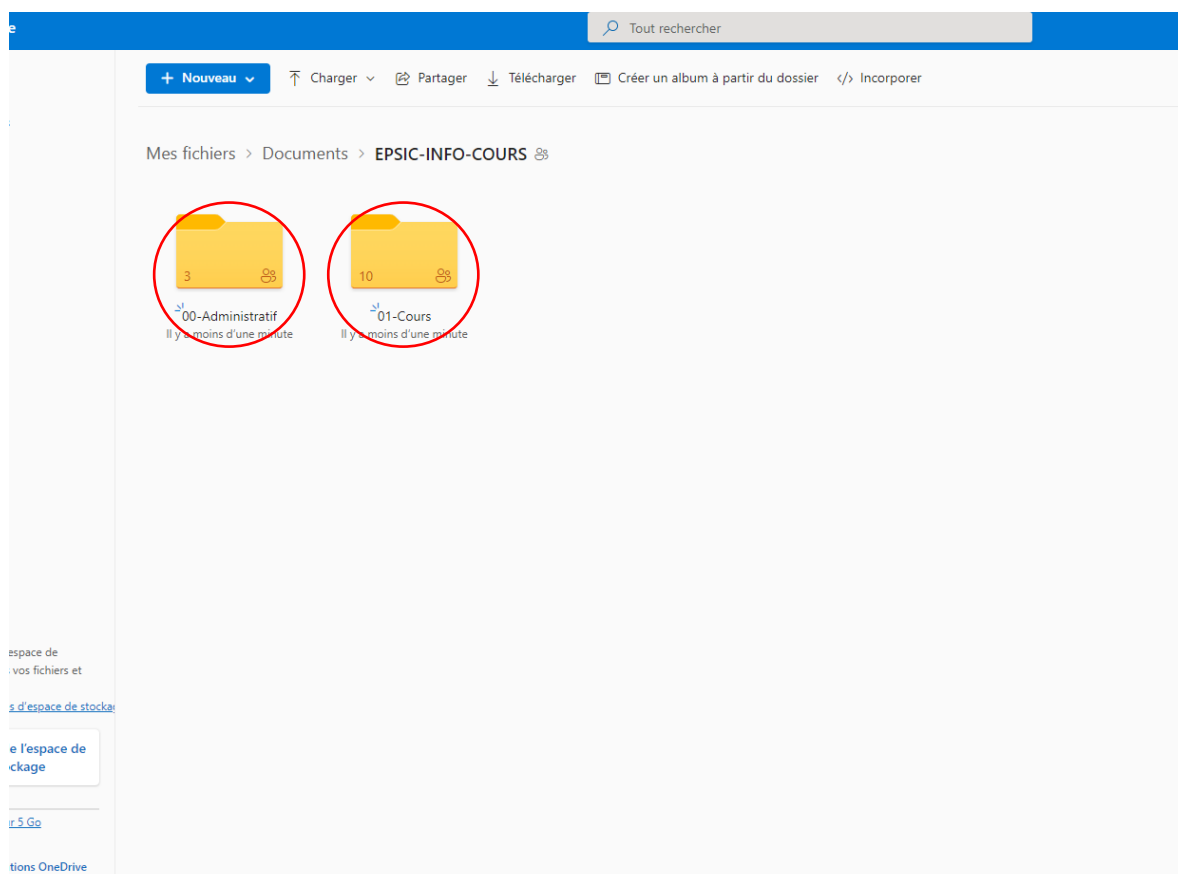 e
Tout rechercher
Nouveau
Charger
Partager
Télécharger
Créer un album à partir du dossier
</> Incorporer
Mes fichiers > Documents > EPSIC-INFO-COURS
3
10
00-Administratif
01-Cours
Il y a moins d'une minute
Il y a moins d'une minute
espace de
vos fichiers et
s d'espace de stockag
e l'espace de
ockage
ur 5 Go
tions OneDrive